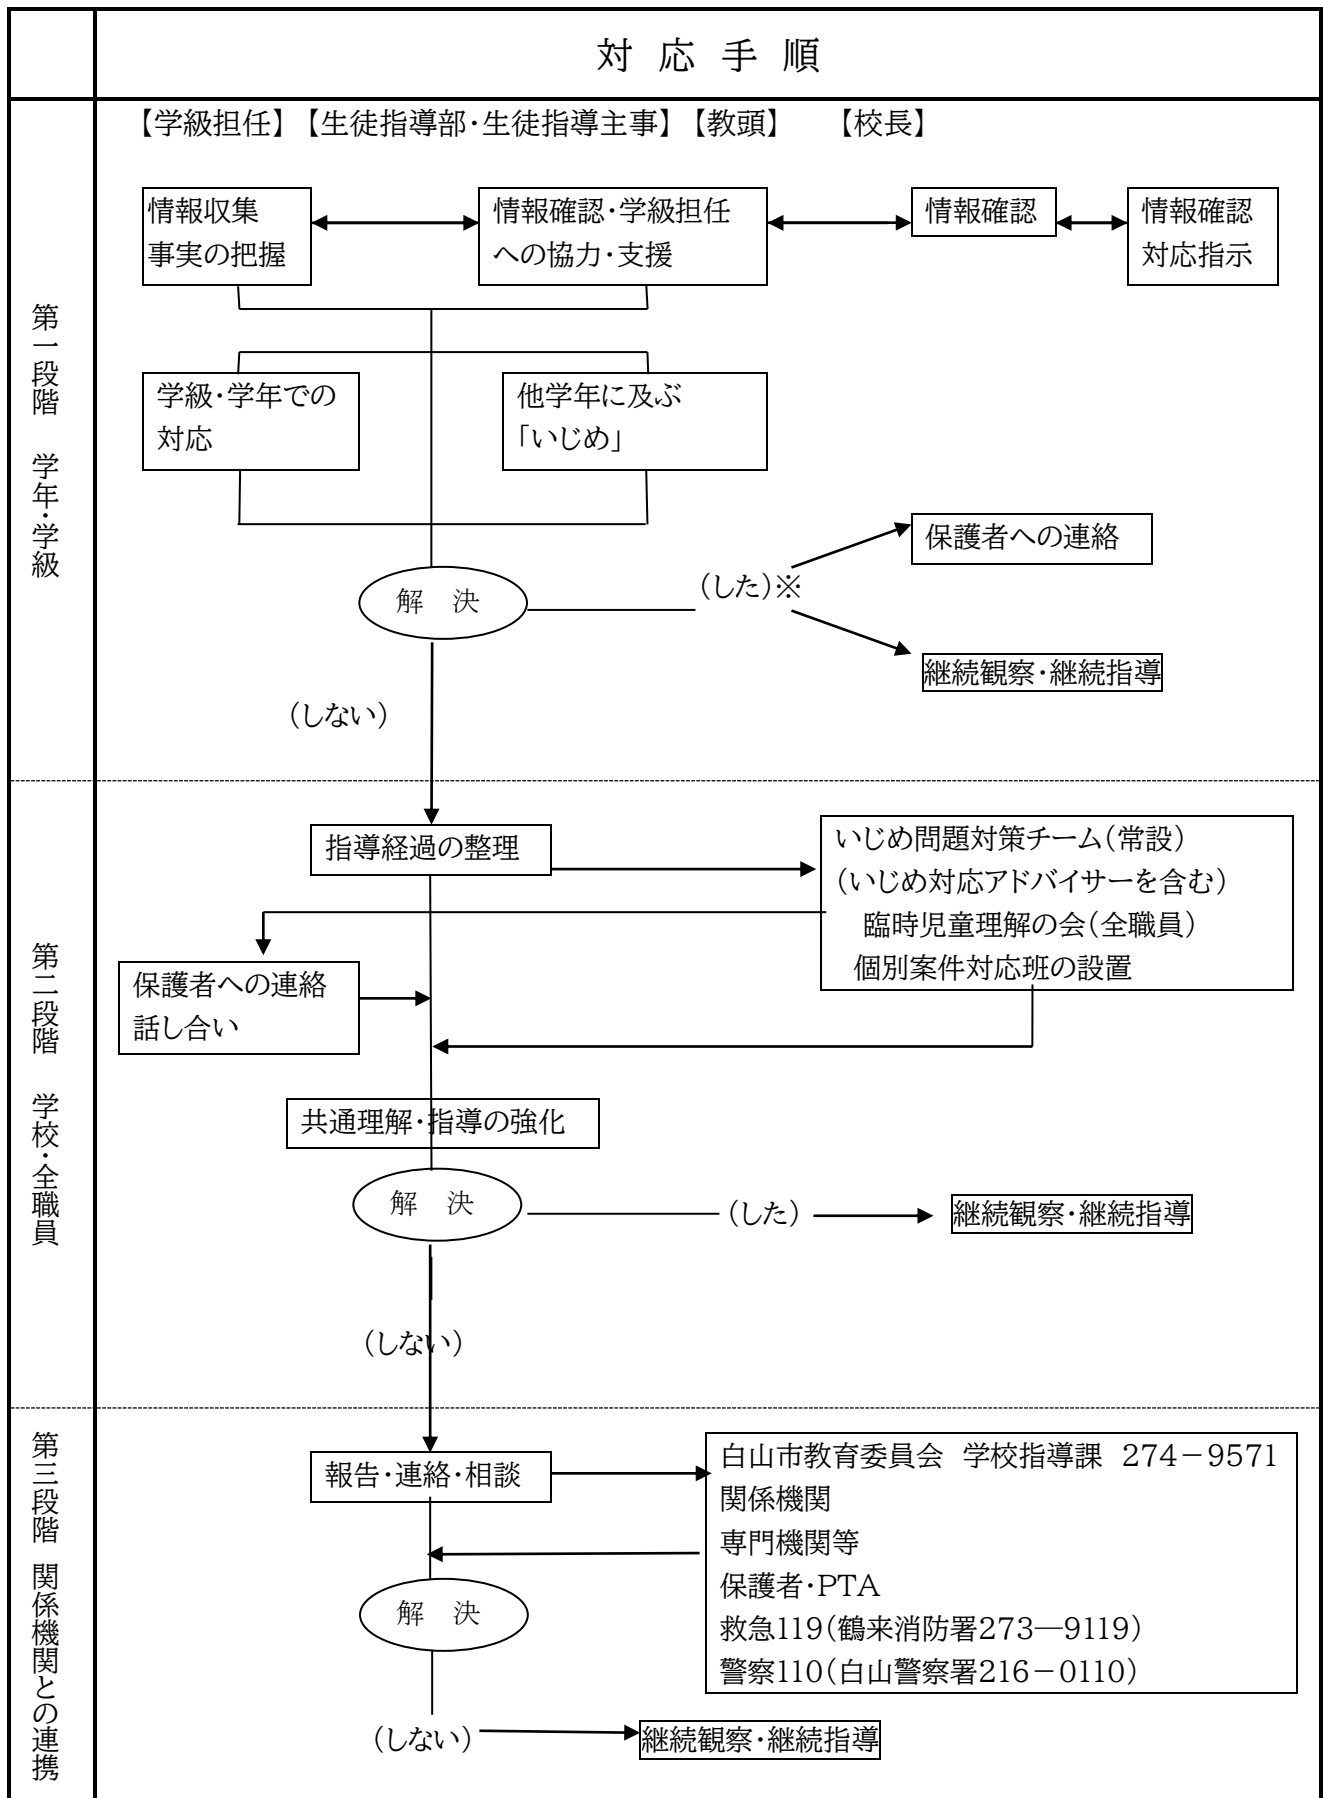 対 応 手 順
【学級担任】【生徒指導部・生徒指導主事】【教頭】　　【校長】
第一段階　学年・学級
情報収集
事実の把握
情報確認・学級担任
への協力・支援
情報確認
情報確認
対応指示
学級・学年での
対応
他学年に及ぶ
「いじめ」
保護者への連絡
解　決
（した）※
継続観察・継続指導
（しない）
第二段階　学校・全職員
指導経過の整理
いじめ問題対策チーム（常設）
（いじめ対応アドバイサーを含む）
臨時児童理解の会（全職員）
個別案件対応班の設置
保護者への連絡
話し合い
共通理解・指導の強化
解　決
（した）
継続観察・継続指導
（しない）
第三段階　関係機関との連携
報告・連絡・相談
白山市教育委員会　学校指導課　274－9571
関係機関
専門機関等
保護者・PTA
救急119（鶴来消防署273―9119）
警察110（白山警察署216－0110）
解　決
（しない）
継続観察・継続指導